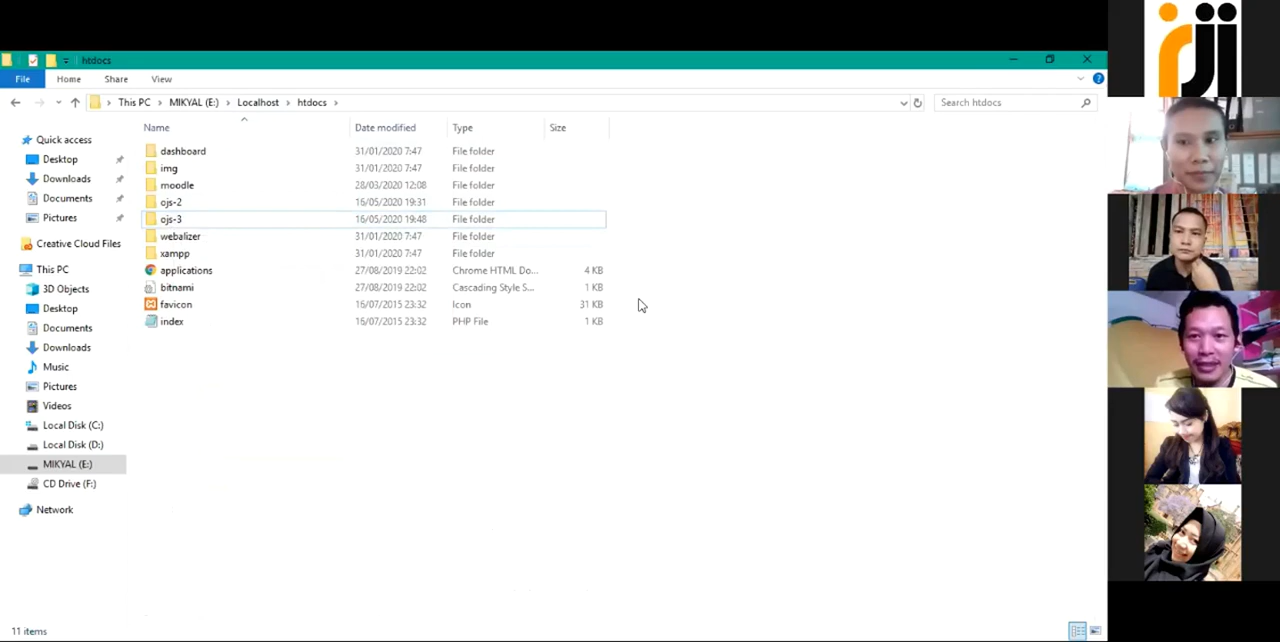 htdocs
File Home Share View
This PC > MIKYAL (E:) > Localhost > htdocs >
Search htdocs
Name Date modified Type Size
Quick access
Desktop
Downloads
Documents
Pictures
Creative Cloud Files
This PC
3D Objects
Desktop
Documents
Downloads
Music
Pictures
Videos
Local Disk (C:)
Local Disk (D:)
MIKYAL (E:)
CD Drive (F:)
Network
dashboard 31/01/2020 7:47 File folder
img 31/01/2020 7:47 File folder
moodle 28/03/2020 12:08 File folder
ojs-2 16/05/2020 19:31 File folder
ojs-3 16/05/2020 19:48 File folder
webalizer 31/01/2020 7:47 File folder
xampp 31/01/2020 7:47 File folder
applications 27/08/2019 22:02 Chrome HTML Do... 4 KB
bitnami 27/08/2019 22:02 Cascading Style S... 1 KB
favicon 16/07/2015 23:32 Icon 31 KB
index 16/07/2015 23:32 PHP File 1 KB
11 items
rji